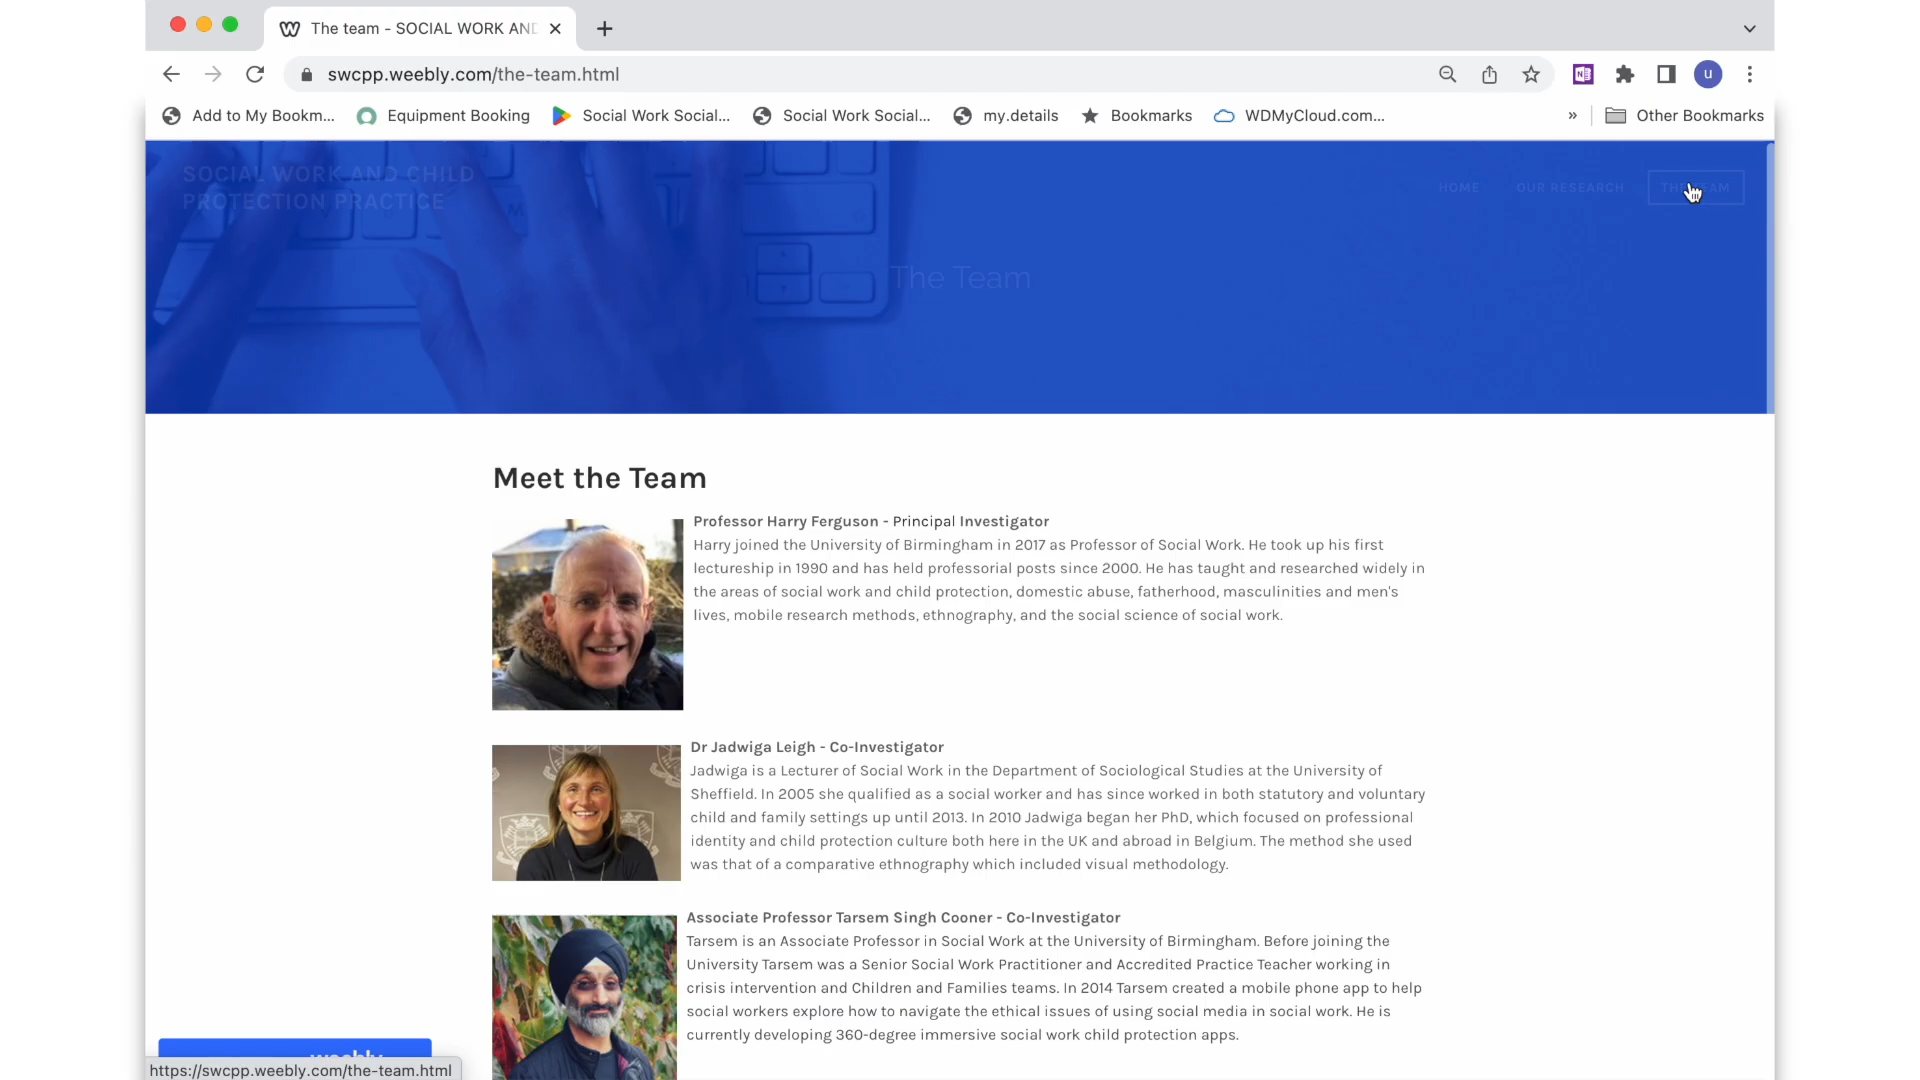 The team - SOCIAL WORK AND
swcpp.weebly.com/the-team.html
u
Add to My Bookm...
Equipment Booking
Social Work Social...
Social Work Social...
my.details
Bookmarks
WDMyCloud.com...
»
Other Bookmarks
SOCIAL WORK AND CHILD
PROTECTION PRACTICE
HOME
OUR RESEARCH
THE TEAM
The Team
Meet the Team
Professor Harry Ferguson - Principal Investigator
Harry joined the University of Birmingham in 2017 as Professor of Social Work. He took up his first
lectureship in 1990 and has held professorial posts since 2000. He has taught and researched widely in
the areas of social work and child protection, domestic abuse, fatherhood, masculinities and men's
lives, mobile research methods, ethnography, and the social science of social work.
Dr Jadwiga Leigh - Co-Investigator
Jadwiga is a Lecturer of Social Work in the Department of Sociological Studies at the University of
Sheffield. In 2005 she qualified as a social worker and has since worked in both statutory and voluntary
child and family settings up until 2013. In 2010 Jadwiga began her PhD, which focused on professional
identity and child protection culture both here in the UK and abroad in Belgium. The method she used
was that of a comparative ethnography which included visual methodology.
Associate Professor Tarsem Singh Cooner - Co-Investigator
Tarsem is an Associate Professor in Social Work at the University of Birmingham. Before joining the
University Tarsem was a Senior Social Work Practitioner and Accredited Practice Teacher working in
crisis intervention and Children and Families teams. In 2014 Tarsem created a mobile phone app to help
social workers explore how to navigate the ethical issues of using social media in social work. He is
currently developing 360-degree immersive social work child protection apps.
weebly
https://swcpp.weebly.com/the-team.html